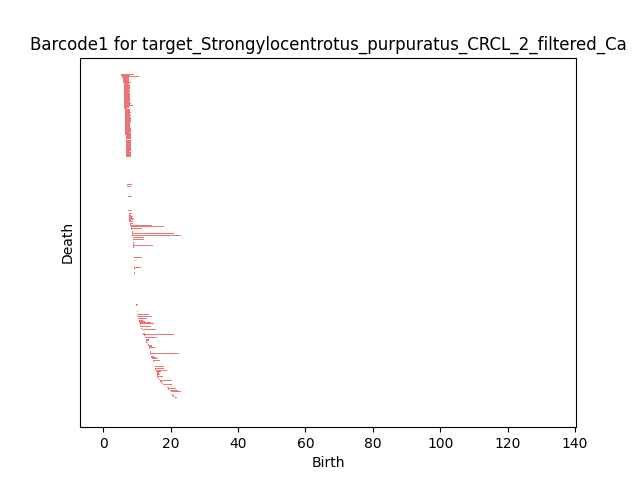 Barcode1 for target_Strongylocentrotus_purpuratus_CRCL_2_filtered_Ca
Death
0 20 40 60 80 100 120 140
Birth